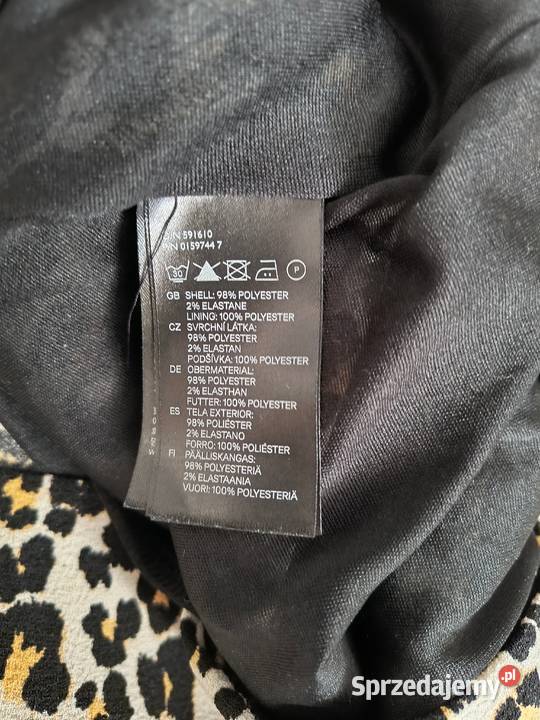 591610
0159744 7
30
P
GB SHELL: 98% POLYESTER
2% ELASTANE
LINING: 100% POLYESTER
CZ SVRCHNÍ LÁTKA:
98% POLYESTER
2% ELASTAN
PODŠÍVKA: 100% POLYESTER
DE OBERMATERIAL:
98% POLYESTER
2% ELASTHAN
FUTTER: 100% POLYESTER
ES TELA EXTERIOR:
98% POLIÉSTER
2% ELASTANO
FORRO: 100% POLIÉSTER
FI PÄÄLLISKANGAS:
98% POLYESTERIÄ
2% ELASTAANIA
VUORI: 100% POLYESTERIÄ
Sprzedajemy.pl